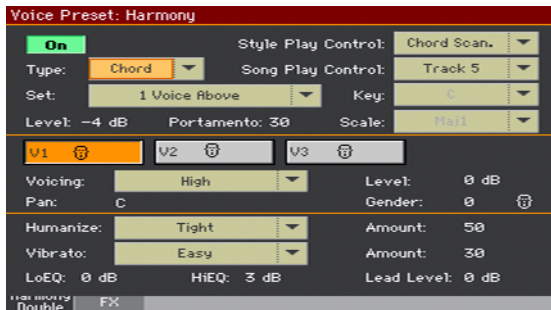 Voice Preset: Harmony
On Style Play Control: Chord Scan.
Type: Chord Song Play Control: Track 5
Set: 1 Voice Above Key: C
Level: -4 dB Portamento: 30 Scale: Maj1
V1 V2 V3
Voicing: High Level: 0 dB
Pan: C Gender: 0
Humanize: Tight Amount: 50
Vibrato: Easy Amount: 30
LoEQ: 0 dB HiEQ: 3 dB Lead Level: 0 dB
Harmony
Double FX